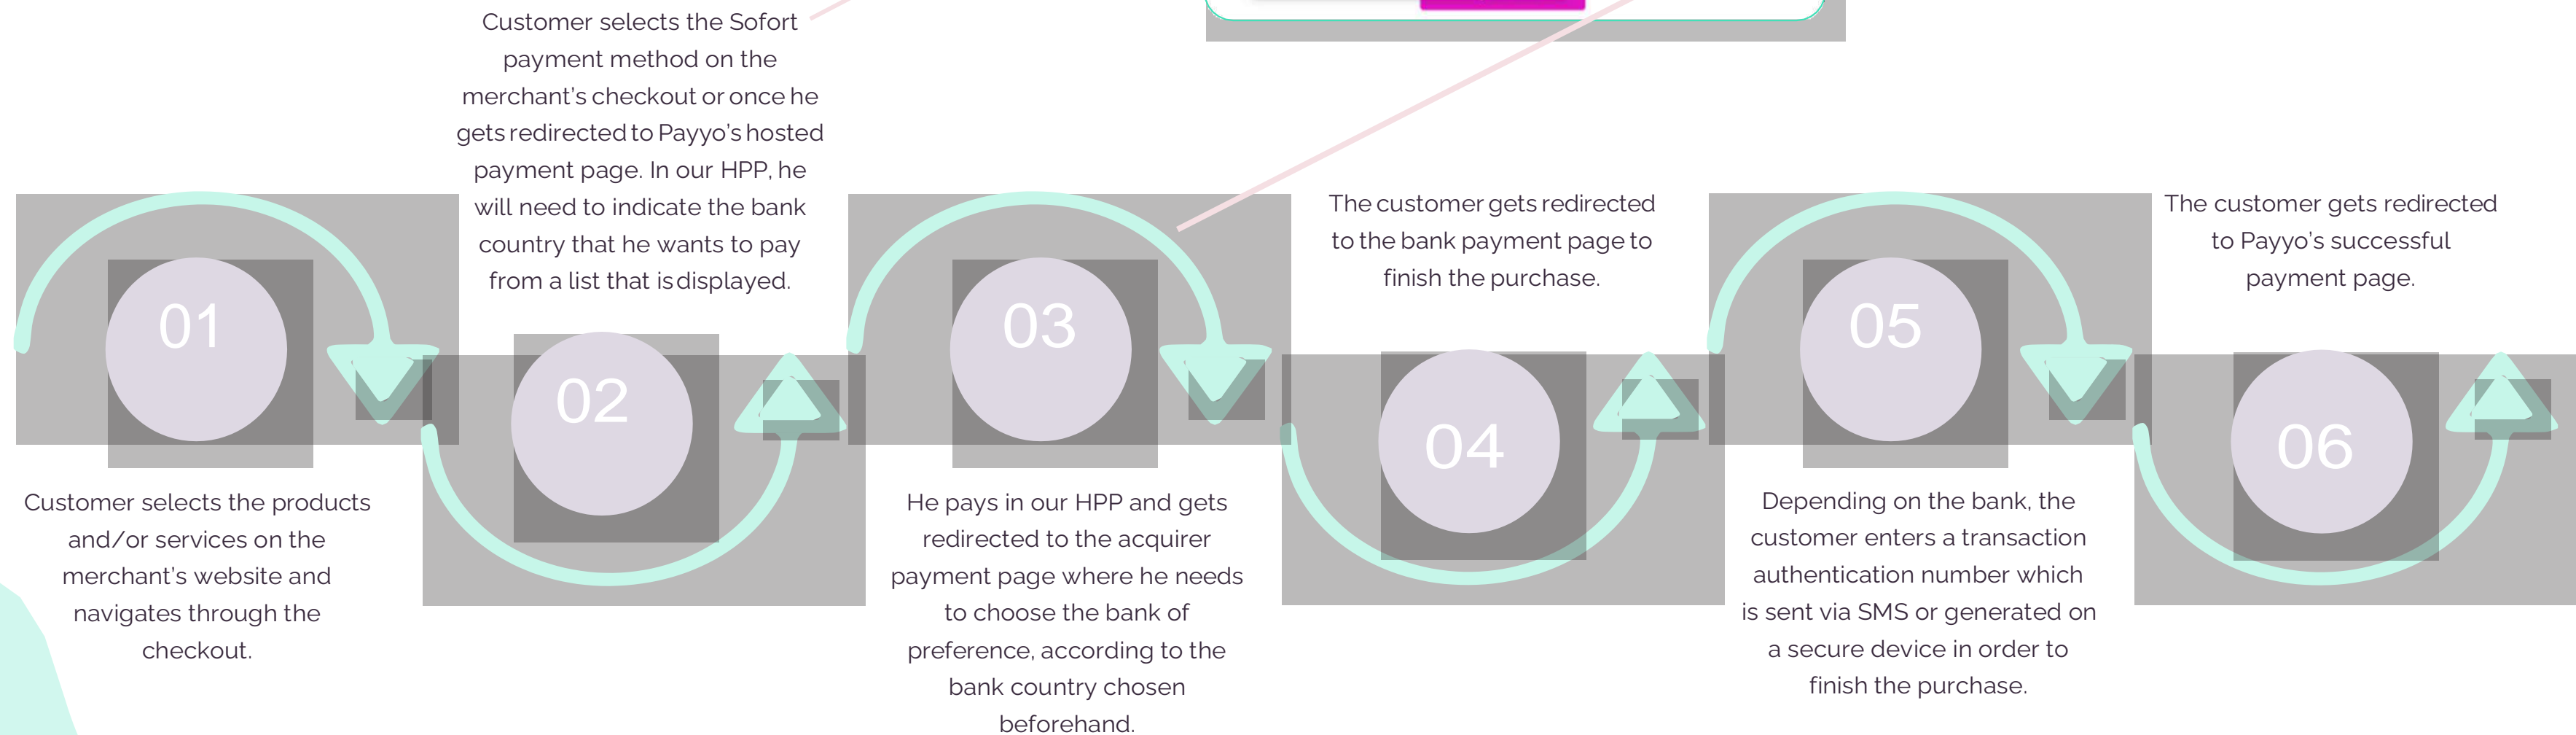 01
Customer selects the products
and/or services on the
merchant's website and
navigates through the
checkout.
Customer selects the Sofort
payment method on the
merchant's checkout or once he
gets redirected to Payyo's hosted
payment page. In our HPP, he
will need to indicate the bank
country that he wants to pay
from a list that is displayed.
02
03
He pays in our HPP and gets
redirected to the acquirer
payment page where he needs
to choose the bank of
preference, according to the
bank country chosen
beforehand.
The customer gets redirected
to the bank payment page to
finish the purchase.
04
05
Depending on the bank, the
customer enters a transaction
authentication number which
is sent via SMS or generated on
a secure device in order to
finish the purchase.
The customer gets redirected
to Payyo's successful
payment page.
06